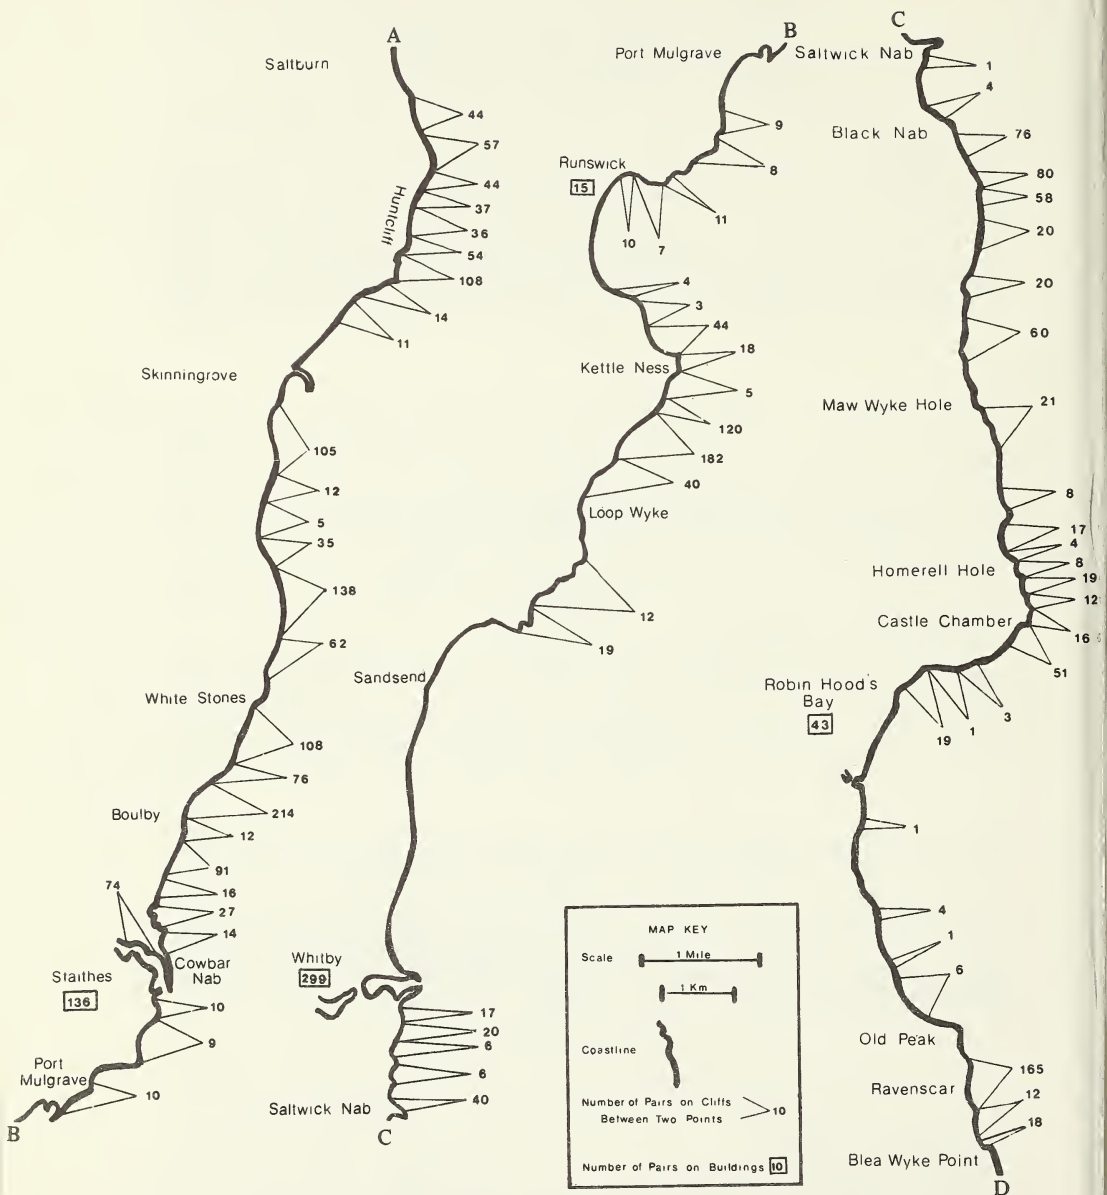 A
Saltburn
44
57
44
37
Huntcliff
36
54
108
14
11
Skinningrove
105
12
5
35
138
62
White Stones
108
76
214
Boulby
12
91
74
16
27
14
Cowbar
Nab
Staithes
136
10
9
Port
Mulgrave
10
B
B
Port Mulgrave
9
8
Runswick
15
11
10
7
4
3
44
18
Kettle Ness
5
120
182
40
Loop Wyke
12
19
Sandsend
Whitby
299
17
20
6
6
40
Saltwick Nab
C
C
Saltwick Nab
1
4
Black Nab
76
80
58
20
20
60
Maw Wyke Hole
21
8
17
4
8
Homerell Hole
19
12
Castle Chamber
16
51
Robin Hood's
Bay
43
3
1
19
1
4
1
6
Old Peak
165
Ravenscar
12
18
Blea Wyke Point
D
MAP KEY
Scale
1 Mile
1 Km
Coastline
Number of Pairs on Cliffs
Between Two Points
10
Number of Pairs on Buildings 10